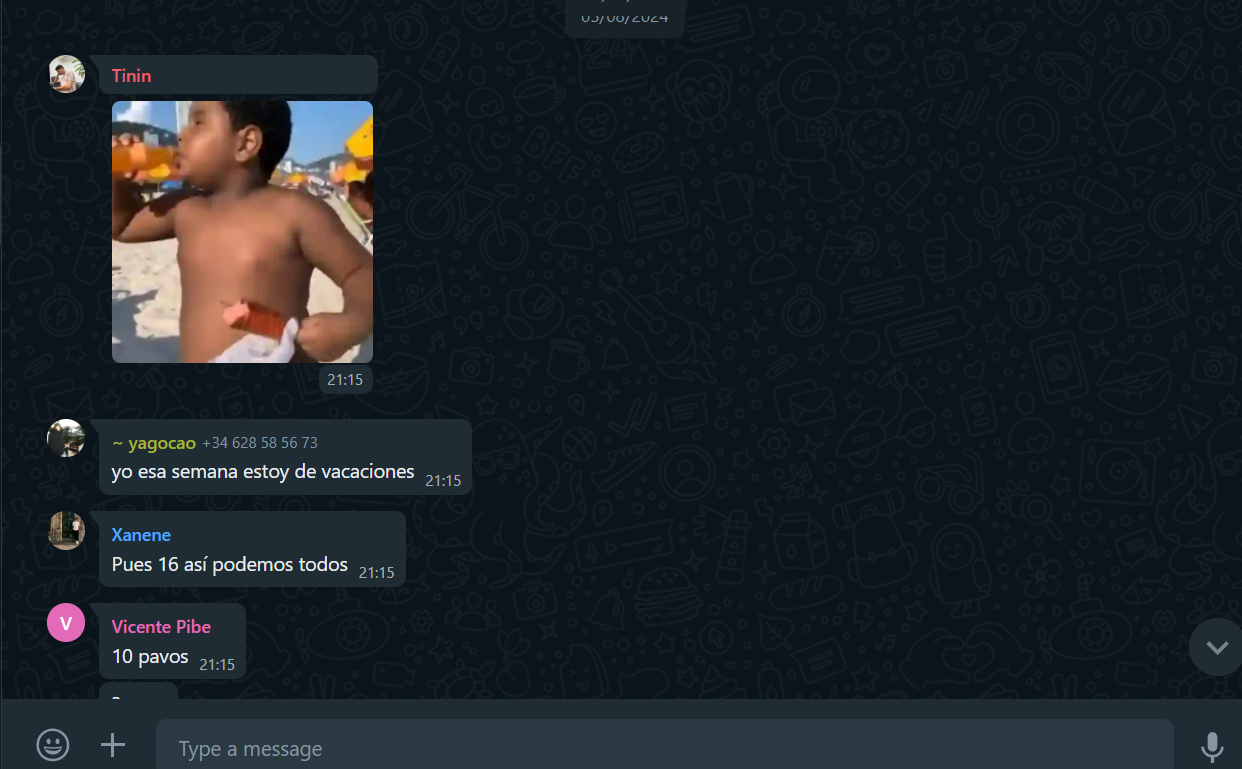 05/08/2024
Tinin
21:15
~ yagocao +34 628 58 56 73
yo esa semana estoy de vacaciones 21:15
Xanene
Pues 16 así podemos todos 21:15
V
Vicente Pibe
10 pavos 21:15
Type a message